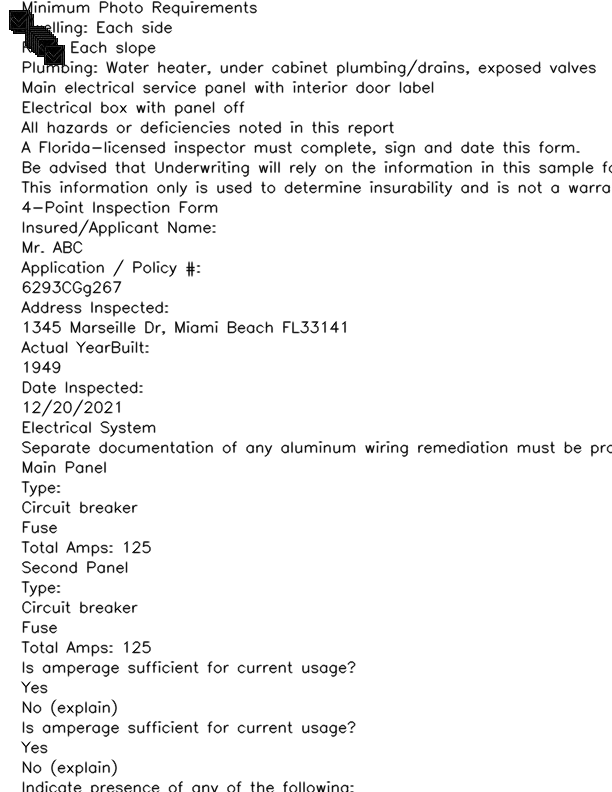 Minimum Photo Requirements
elling: Each side
Each slope
Plumbing: Water heater, under cabinet plumbing/drains, exposed valves
Main electrical service panel with interior door label
Electrical box with panel off
All hazards or deficiencies noted in this report
A Florida-licensed inspector must complete, sign and date this form.
Be advised that Underwriting will rely on the information in this sample
This information only is used to determine insurability and is not a
4-Point Inspection Form
Insured/Applicant Name:
Mr. ABC
Application / Policy #:
6293CGg267
Address Inspected:
1345 Marseille Dr, Miami Beach FL33141
Actual YearBuilt:
1949
Date Inspected:
12/20/2021
Electrical System
Separate documentation of any aluminum wiring remediation must be
Main Panel
Type:
Circuit breaker
Fuse
Total Amps: 125
Second Panel
Type:
Circuit breaker
Fuse
Total Amps: 125
Is amperage sufficient for current usage?
Yes
No (explain)
Is amperage sufficient for current usage?
Yes
No (explain)
Indicate presence of any of the following: